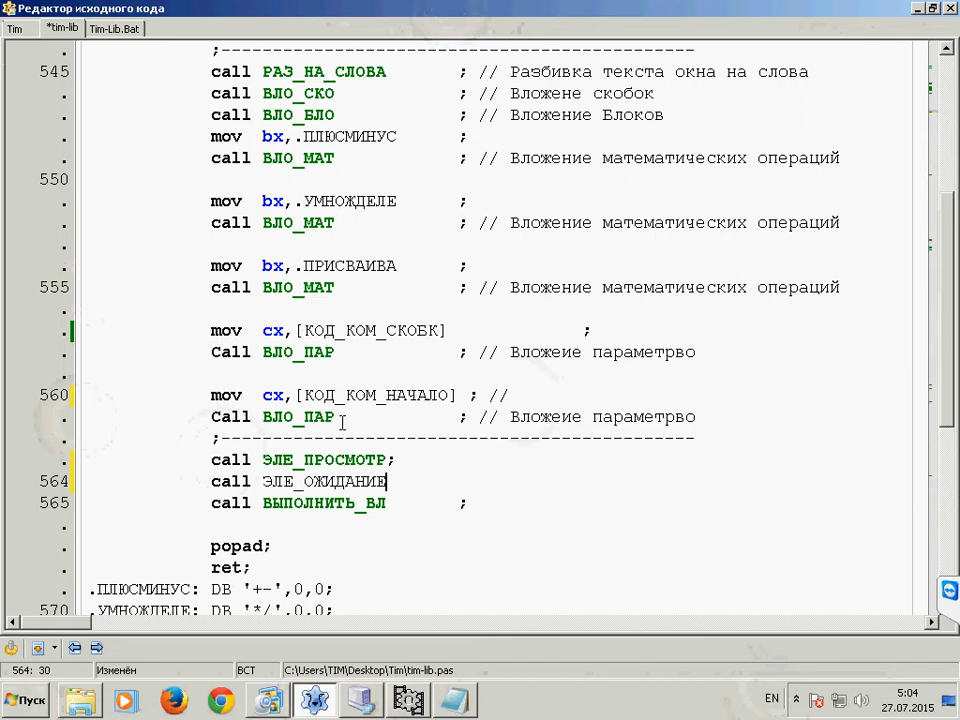 Редактор исходного кода
Tim *tim-lib Tim-Lib.Bat
. ;----------------------------------------------
545 call РАЗ_НА_СЛОВА ; // Разбивка текста окна на слова
. call ВЛО_СКО ; // Вложене скобок
. call ВЛО_БЛО ; // Вложение Блоков
. mov bx,.ПЛЮСМИНУС ;
. call ВЛО_МАТ ; // Вложение математических операций
550
. mov bx,.УМНОЖДЕЛЕ ;
. call ВЛО_МАТ ; // Вложение математических операций
.
. mov bx,.ПРИСВАИВА ;
555 call ВЛО_МАТ ; // Вложение математических операций
.
. mov cx,[КОД_КОМ_СКОБК] ;
. Call ВЛО_ПАР ; // Вложеие параметрво
.
560 mov cx,[КОД_КОМ_НАЧАЛО] ; //
. Call ВЛО_ПАР ; // Вложеие параметрво
. ;----------------------------------------------
. call ЭЛЕ_ПРОСМОТР;
564 call ЭЛЕ_ОЖИДАНИЕ
565 call ВЫПОЛНИТЬ_ВЛ ;
.
. popad;
. ret;
. .ПЛЮСМИНУС: DB '+-',0,0;
570 .УМНОЖДЕЛЕ: DB '*/',0,0;
564: 30 Изменён ВСТ C:\Users\TIM\Desktop\Tim\tim-lib.pas
Пуск EN 5:04
27.07.2015